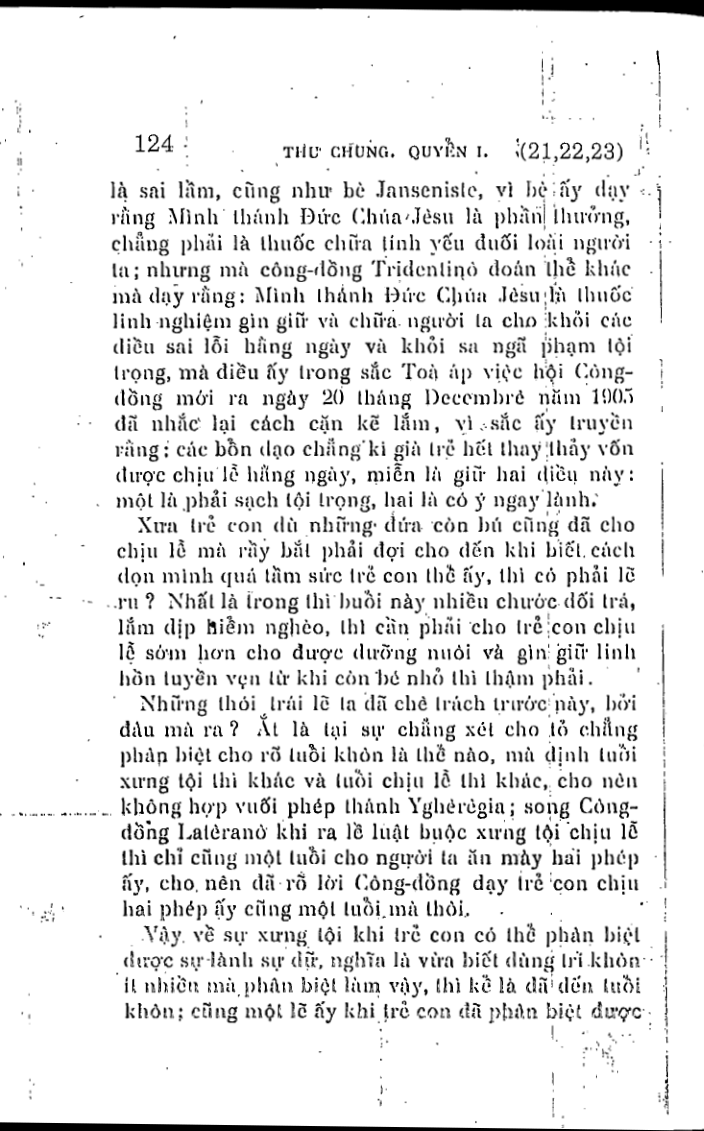 124 THƯ CHUNG. QUYỂN I. (21,22,23)
là sai lầm, cũng như bè Janseniste, vì bè ấy dạy
rằng Mình thánh Đức Chúa Jêsu là phần thưởng,
chẳng phải là thuốc chữa tính yếu đuối loài người
ta; nhưng mà công-đồng Tridentinô đoán thể khác
mà dạy rằng: Mình thánh Đức Chúa Jêsu là thuốc
linh nghiệm gìn giữ và chữa người ta cho khỏi các
điều sai lỗi hằng ngày và khỏi sa ngã phạm tội
trọng, mà điều ấy trong sắc Toà áp việc hội Công-
đồng mới ra ngày 20 tháng Decembrê năm 1905
đã nhắc lại cách cặn kẽ lắm, vì sắc ấy truyền
rằng: các bổn đạo chẳng kì già trẻ hết thay thảy vốn
được chịu lễ hằng ngày, miễn là giữ hai điều này:
một là phải sạch tội trọng, hai là có ý ngay lành.
Xưa trẻ con dù những đứa còn bú cũng đã cho
chịu lễ mà rầy bắt phải đợi cho đến khi biết cách
dọn mình quá tầm sức trẻ con thể ấy, thì có phải lẽ
ru? Nhất là trong thì buổi này nhiều chước dối trá,
lắm dịp hiểm nghèo, thì cần phải cho trẻ con chịu
lễ sớm hơn cho được dưỡng nuôi và gìn giữ linh
hồn tuyền vẹn từ khi còn bé nhỏ thì thậm phải.
Những thói trái lẽ ta đã chê trách trước này, bởi
đâu mà ra? Ắt là tại sự chẳng xét cho tỏ chẳng
phân biệt cho rõ tuổi khôn là thể nào, mà định tuổi
xưng tội thì khác và tuổi chịu lễ thì khác, cho nên
không hợp vuối phép thánh Yghêrêgia; song Công-
đồng Latêranô khi ra lề luật buộc xưng tội chịu lễ
thì chỉ cũng một tuổi cho người ta ăn mày hai phép
ấy, cho nên đã rõ lời Công-đồng dạy trẻ con chịu
hai phép ấy cũng một tuổi mà thôi.
Vậy về sự xưng tội khi trẻ con có thể phân biệt
được sự lành sự dữ, nghĩa là vừa biết dùng trí khôn
ít nhiều mà phân biệt làm vậy, thì kể là đã đến tuổi
khôn; cũng một lẽ ấy khi trẻ con đã phân biệt được